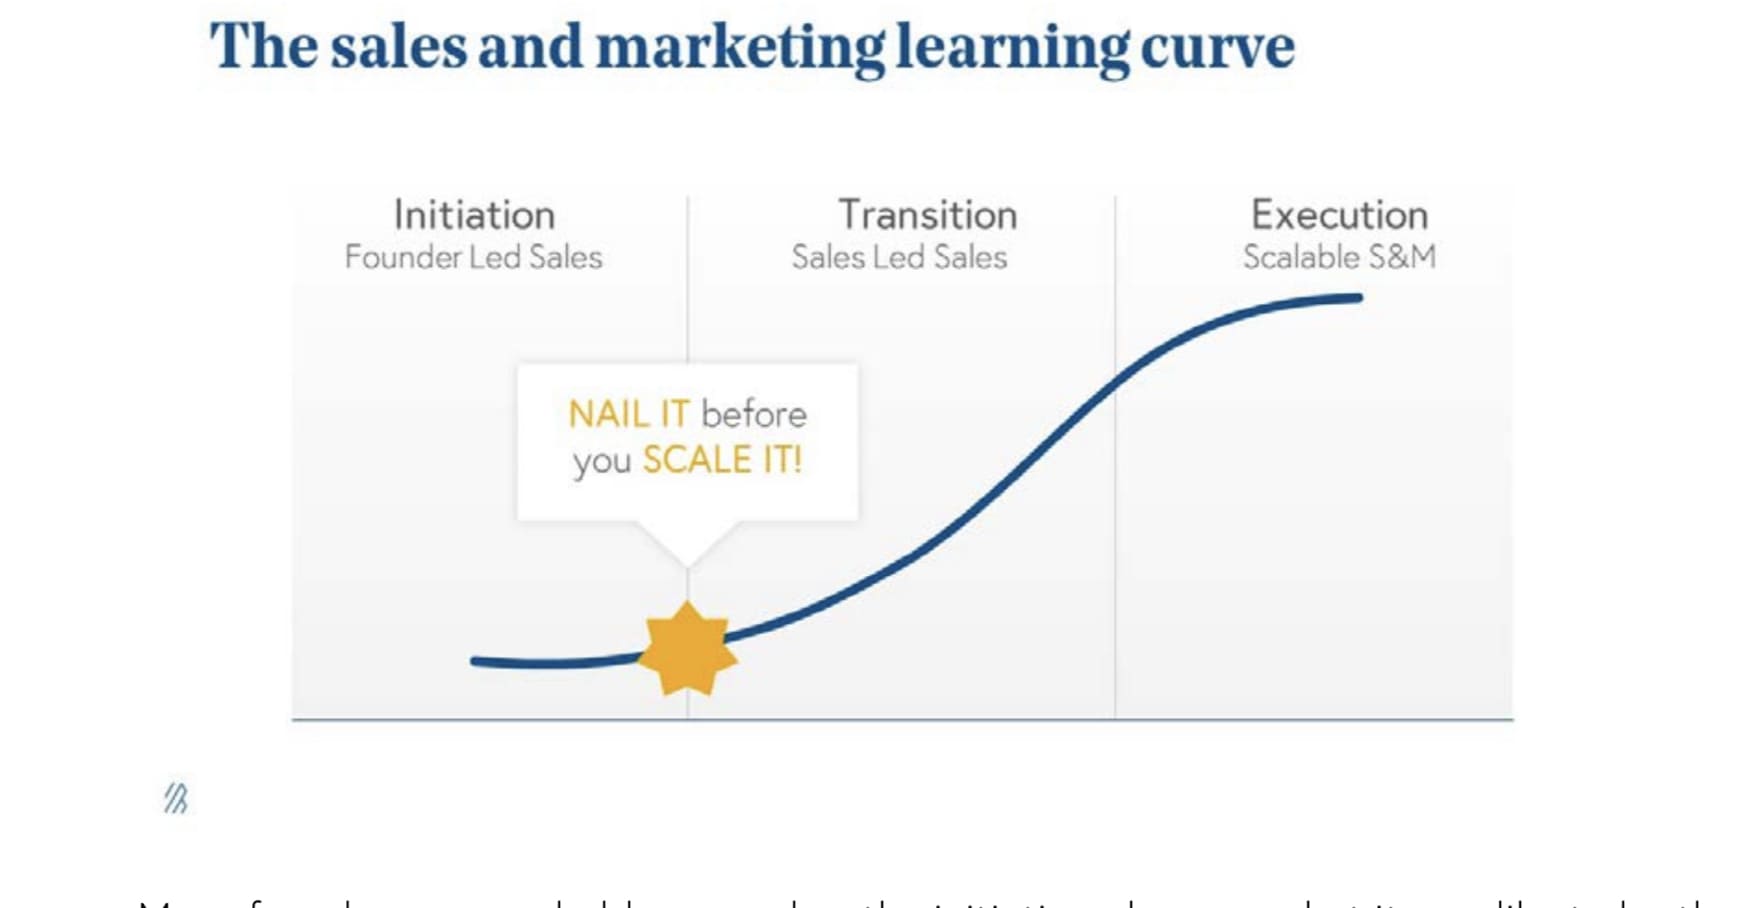 The sales and marketing learning curve
Initiation
Founder Led Sales
Transition
Sales Led Sales
Execution
Scalable S&M
NAIL IT before
you SCALE IT!